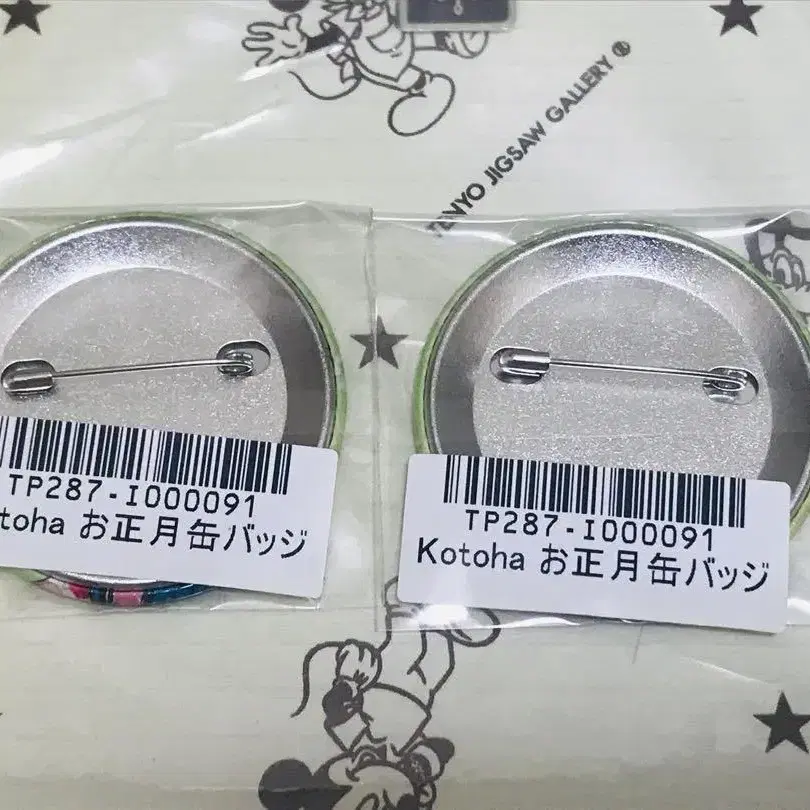 TENYO JIGSAW GALLERY ®
TP287-I000091
toha お正月缶バッジ
TP287-I000091
Kotoha お正月缶バッジ